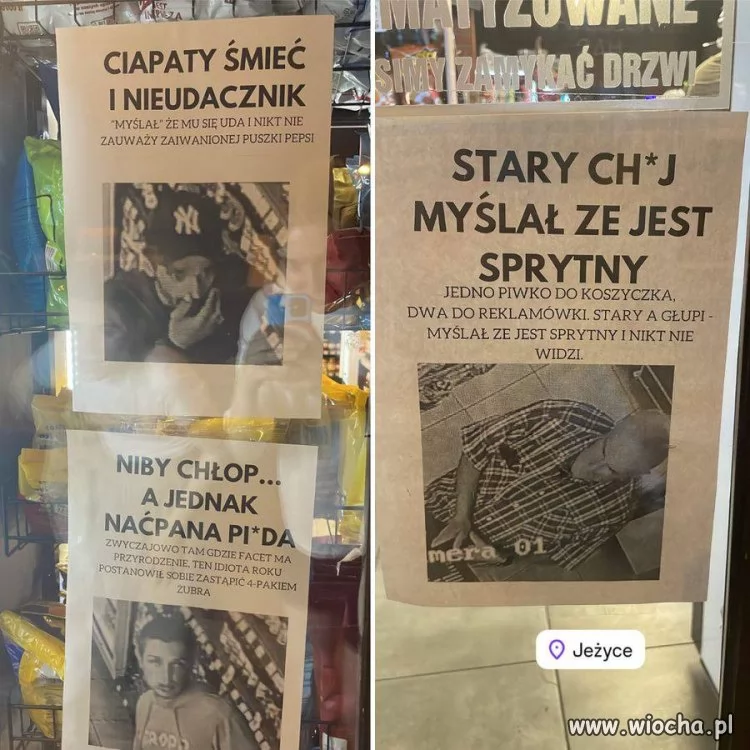 CIAPATY ŚMIEĆ
I NIEUDACZNIK
"MYŚLAŁ" ŻE MU SIĘ UDA I NIKT NIE
ZAUWAŻY ZAIWANIONEJ PUSZKI PEPSI
NY
NIBY CHŁOP...
A JEDNAK
NAĆPANA PI*DA
ZWYCZAJOWO TAM GDZIE FACET MA
PRZYRODZENIE, TEN IDIOTA ROKU
POSTANOWIŁ SOBIE ZASTĄPIĆ 4-PAKIEM
ŻUBRA
MATYZOWANE
SIMY ZAMYKAĆ DRZWI
STARY CH*J
MYŚLAŁ ZE JEST
SPRYTNY
JEDNO PIWKO DO KOSZYCZKA,
DWA DO REKLAMÓWKI. STARY A GŁUPI -
MYŚLAŁ ZE JEST SPRYTNY I NIKT NIE
WIDZI.
mera 01
Jeżyce
www.wiocha.pl